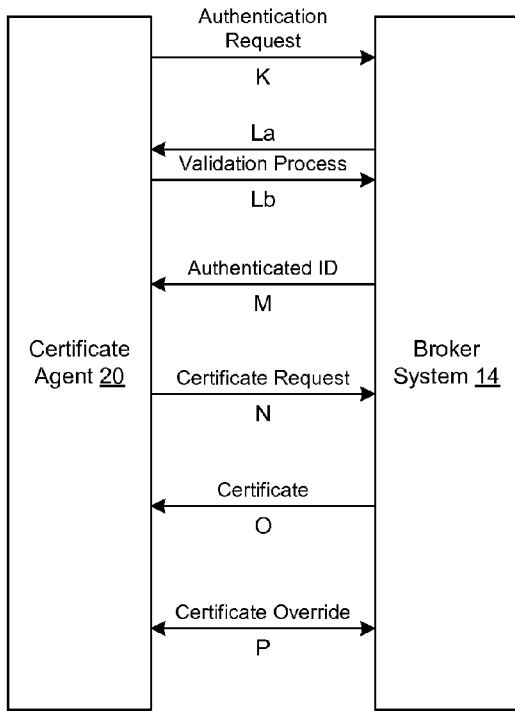 Authentication
Request
K
La
Validation Process
Lb
Authenticated ID
M
Certificate
Agent 20
Broker
System 14
Certificate Request
N
Certificate
O
Certificate Override
P